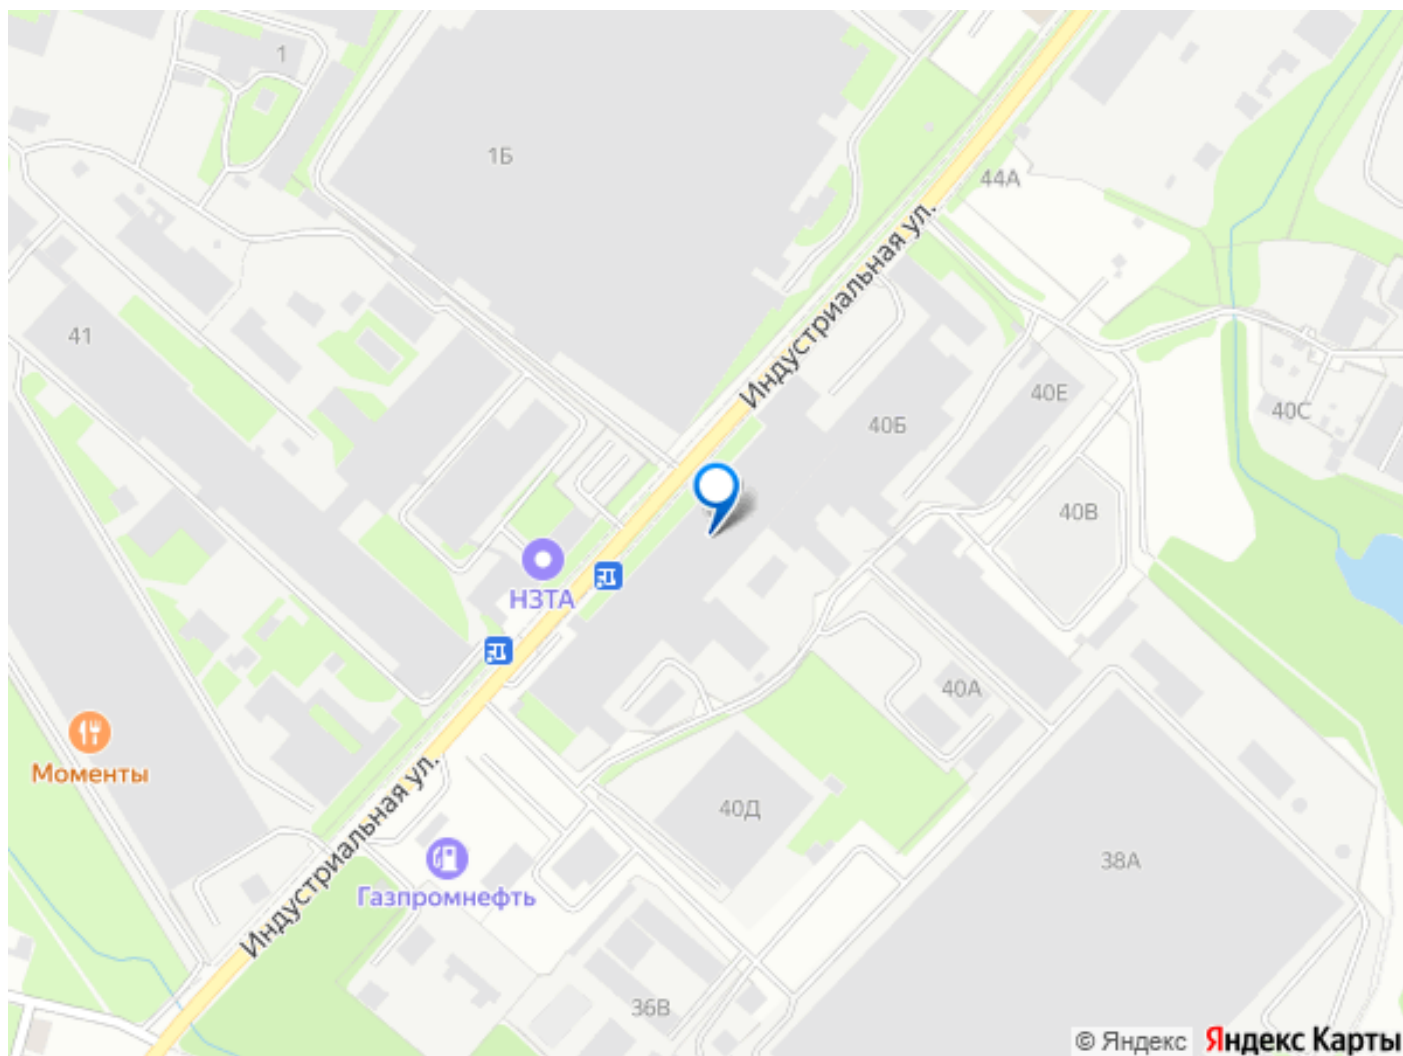 1
1Б
44А
Индустриальная ул.
41
40Е
40С
40Б
40В
НЗТА
40А
Моменты
Индустриальная ул.
40Д
38А
Газпромнефть
36В
© Яндекс Яндекс Карты